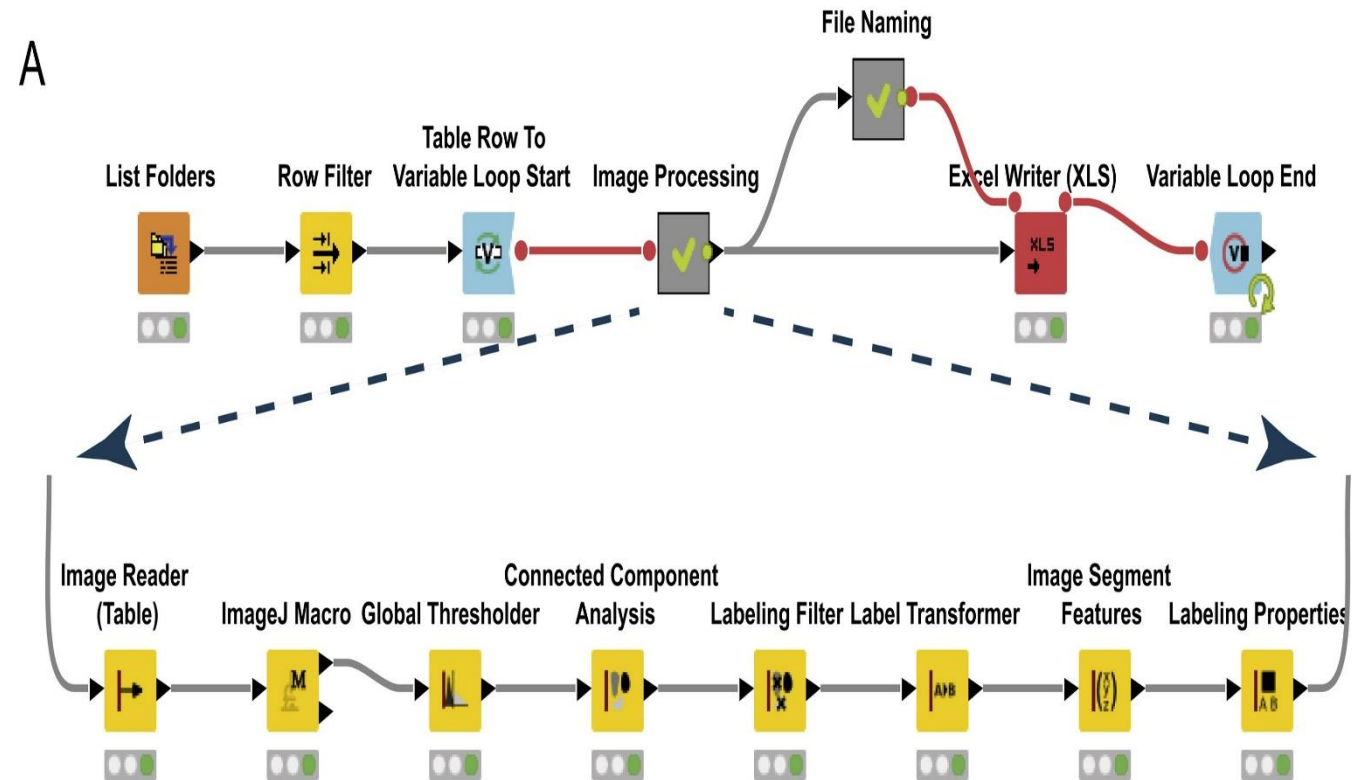 A
File Naming
Table Row To
List Folders Row Filter Variable Loop Start Image Processing Excel Writer (XLS) Variable Loop End
V
XLS
V
Image Reader Connected Component Image Segment
(Table) ImageJ Macro Global Thresholder Analysis Labeling Filter Label Transformer Features Labeling Properties
M
A▸B
x
y
z
A B